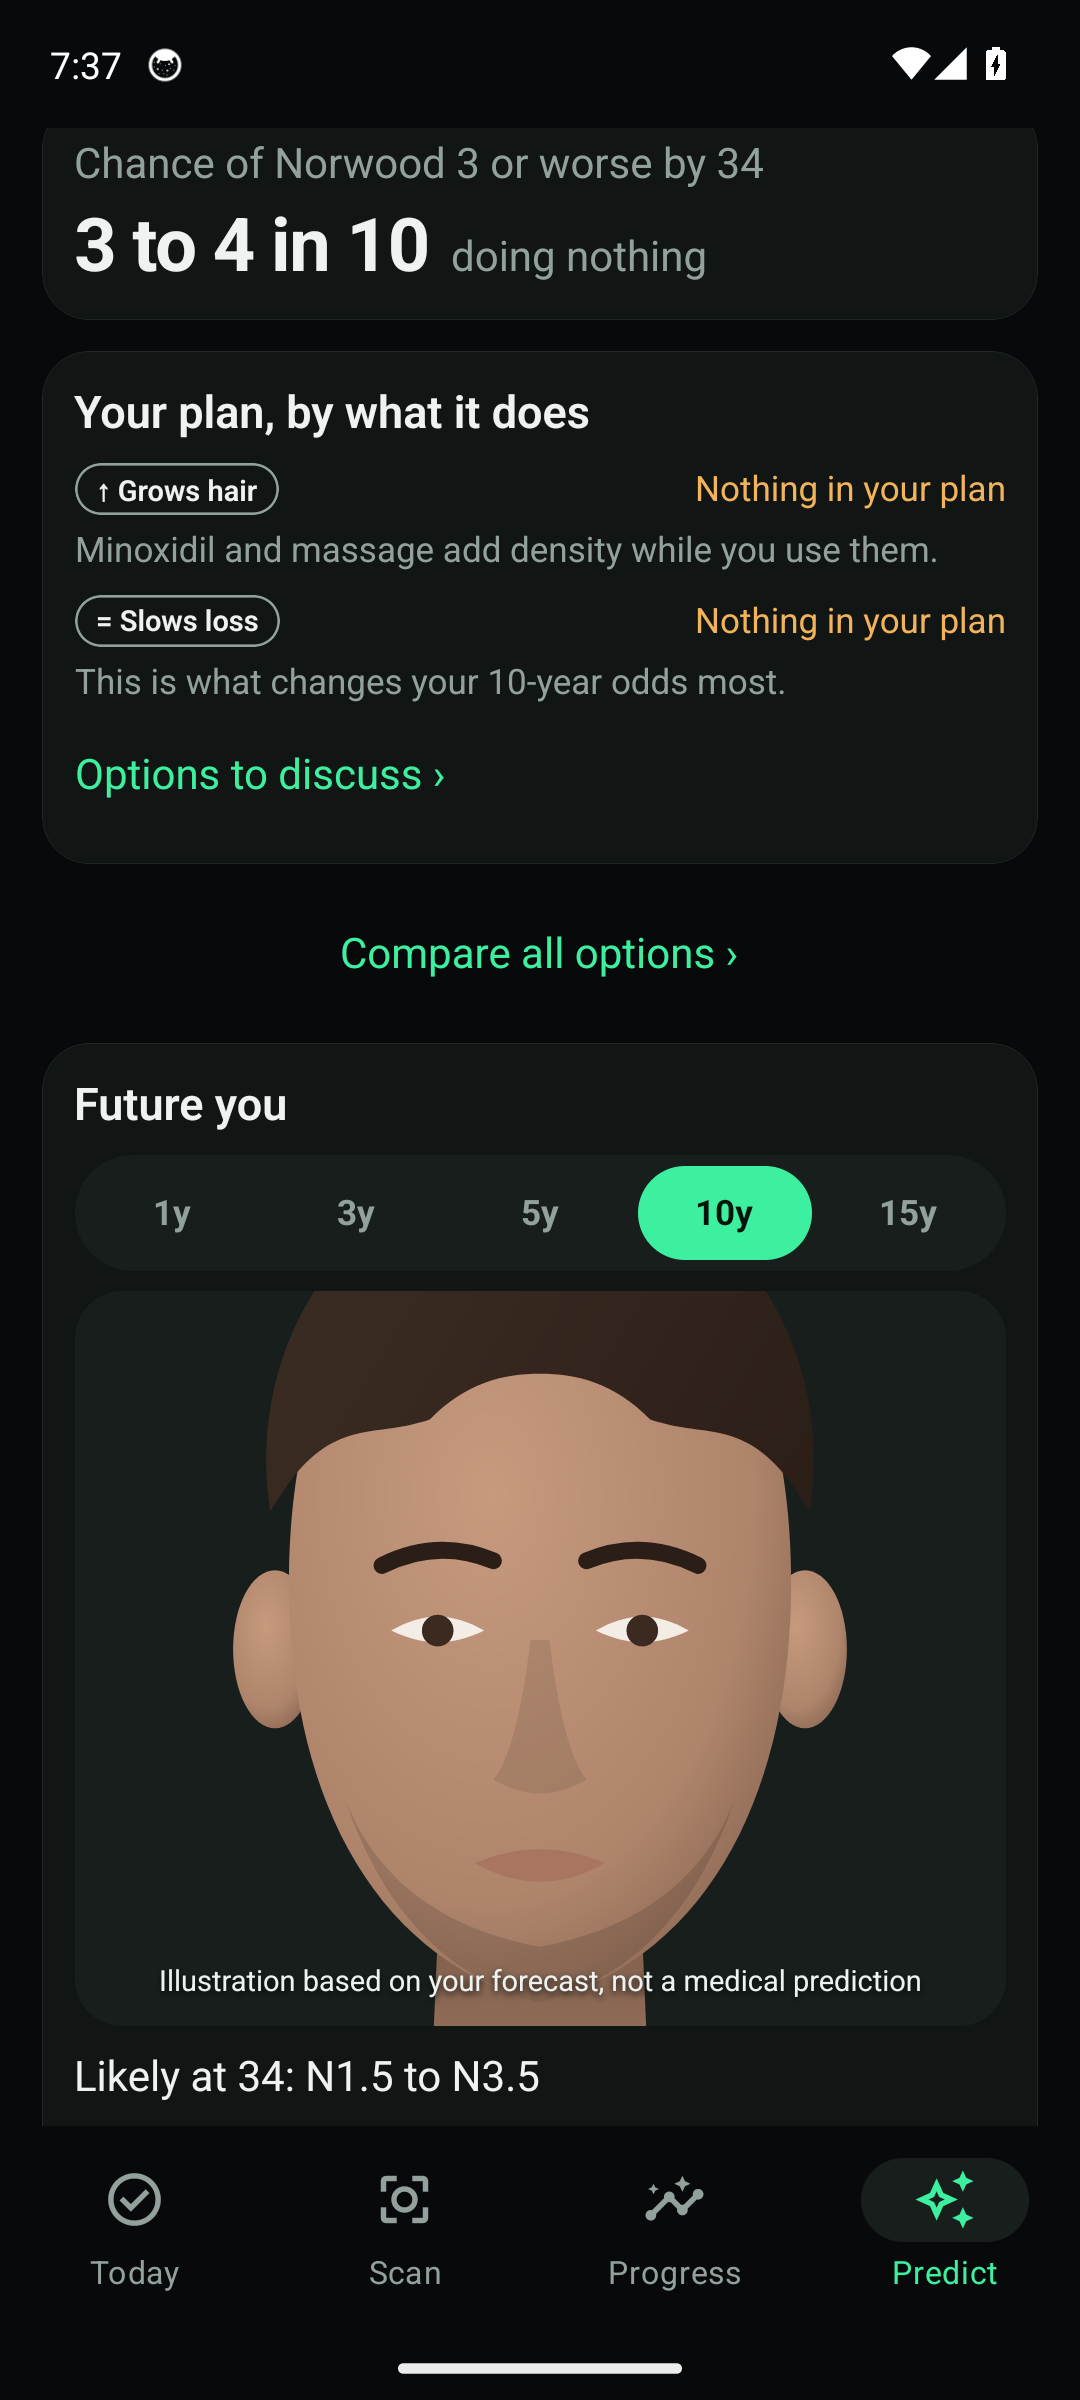 7:37
Chance of Norwood 3 or worse by 34
3 to 4 in 10 doing nothing
Your plan, by what it does
↑ Grows hair
Nothing in your plan
Minoxidil and massage add density while you use them.
= Slows loss
Nothing in your plan
This is what changes your 10-year odds most.
Options to discuss ›
Compare all options ›
Future you
1y 3y 5y 10y 15y
Illustration based on your forecast, not a medical prediction
Likely at 34: N1.5 to N3.5
Today Scan Progress Predict